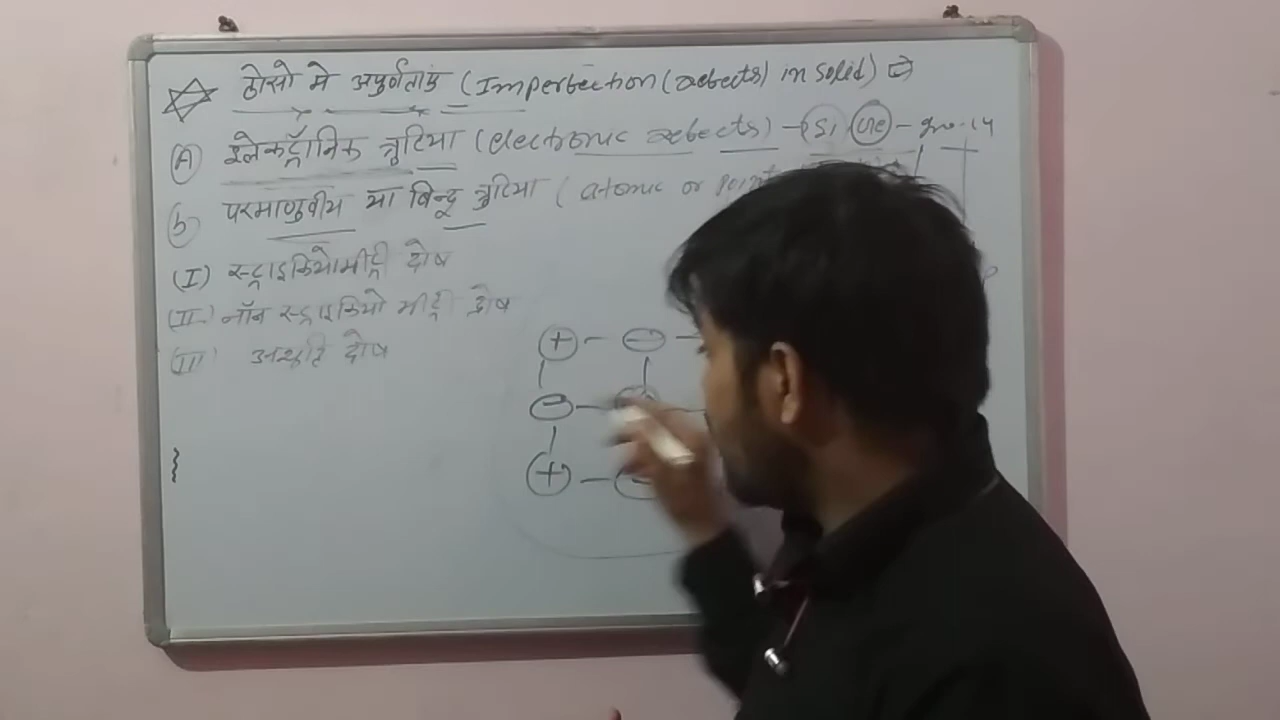 ठोसो मे अपुर्णताए (Imperfection (defects) in solid)
(A) इलेक्ट्रॉनिक त्रुटिया (electronic defects) - (Si, Ge) - gro-14
(b) परमाणुवीय या बिन्दू त्रुटिया ( atomic or point
(I) स्ट्राइकियोमीट्री दोष
(II) नॉन स्ट्राइकियो मीट्री दोष
(III) अशुद्दि दोष
+ - -
-
+ -